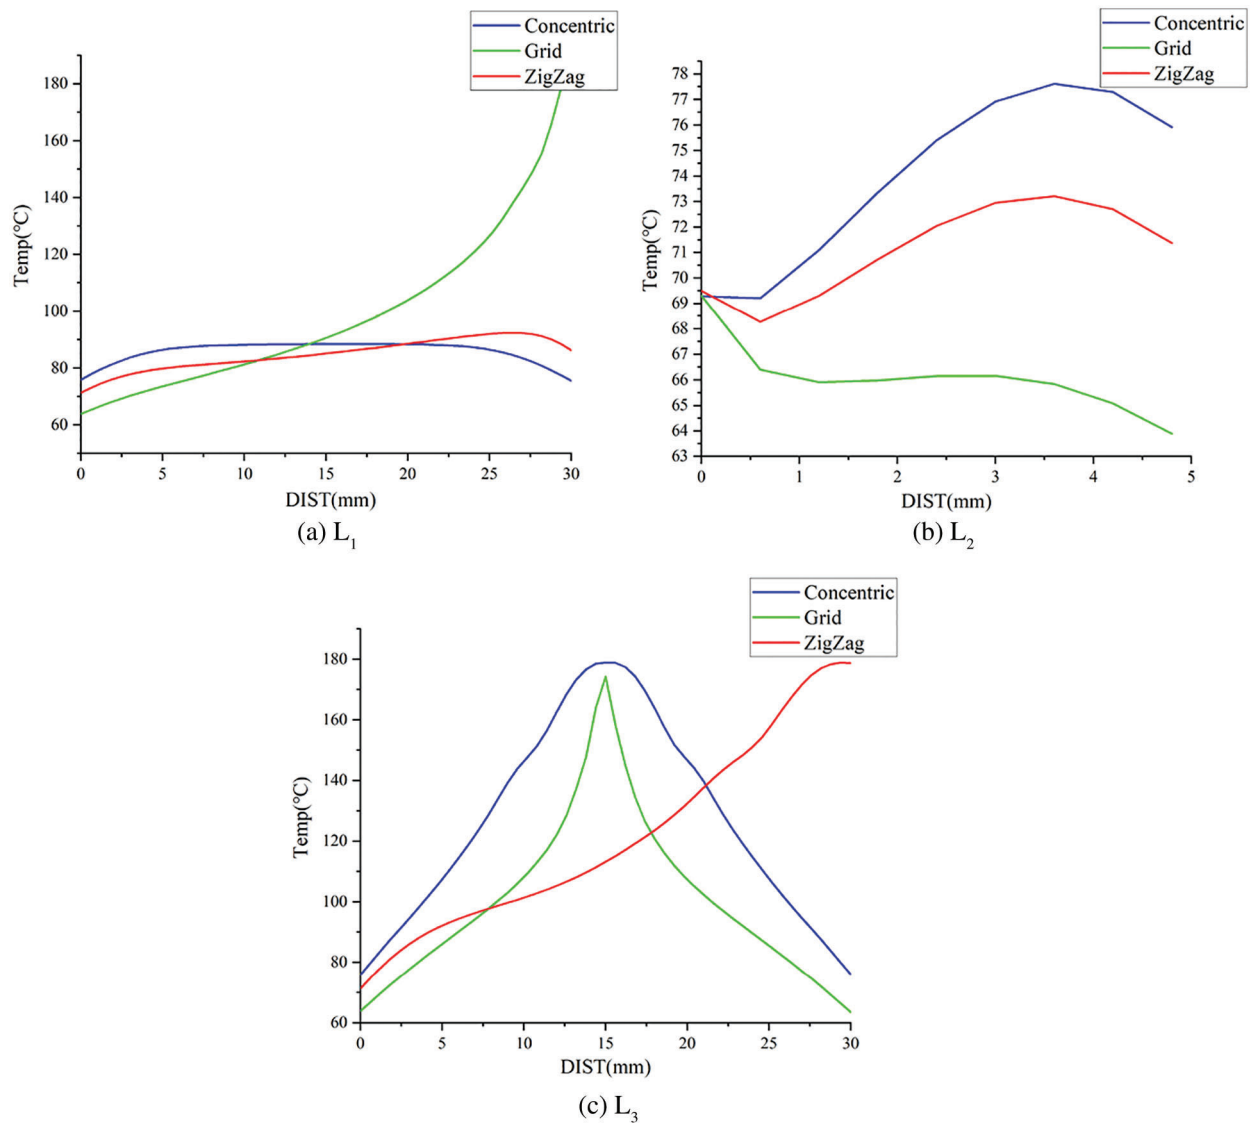 Concentric
Grid
ZigZag
180
160
140
120
100
80
60
Temp(°C)
0 5 10 15 20 25 30
DIST(mm)
(a) L1
Concentric
Grid
ZigZag
78
77
76
75
74
73
72
71
70
69
68
67
66
65
64
63
Temp(°C)
0 1 2 3 4 5
DIST(mm)
(b) L2
Concentric
Grid
ZigZag
180
160
140
120
100
80
60
Temp(°C)
0 5 10 15 20 25 30
DIST(mm)
(c) L3